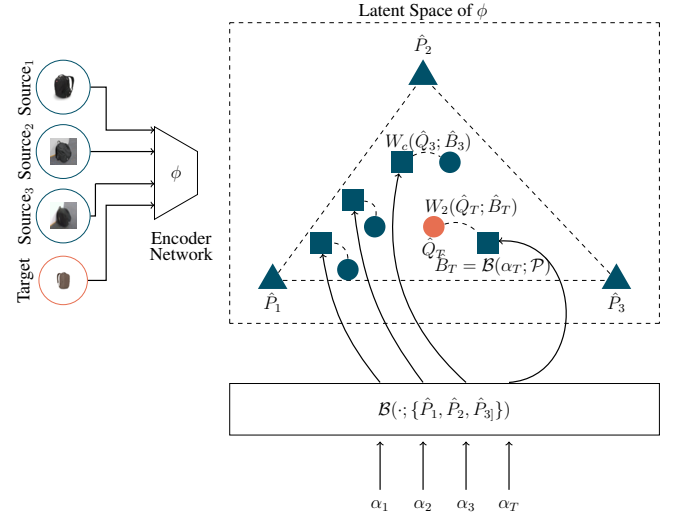 Latent Space of ϕ
Source₁
Source₂
Source₃
Target
ϕ
Encoder
Network
P̂₂
W_c(Q̂₃; B̂₃)
W₂(Q̂_T; B̂_T)
Q̂_T
B̂_T = ℬ(α_T; 𝒫)
P̂₁
P̂₃
ℬ(·; {P̂₁, P̂₂, P̂₃]})
α₁ α₂ α₃ α_T